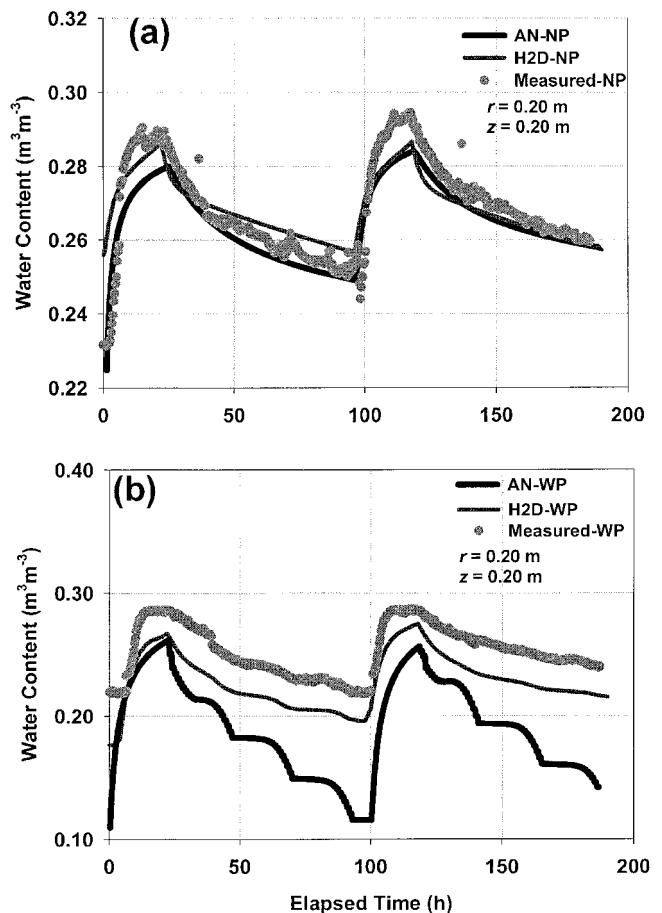 (a)
AN-NP
H2D-NP
Measured-NP
r = 0.20 m
z = 0.20 m
Water Content (m³m⁻³)
0.32
0.30
0.28
0.26
0.24
0.22
0 50 100 150 200
(b)
AN-WP
H2D-WP
Measured-WP
r = 0.20 m
z = 0.20 m
Water Content (m³m⁻³)
0.40
0.30
0.20
0.10
0 50 100 150 200
Elapsed Time (h)